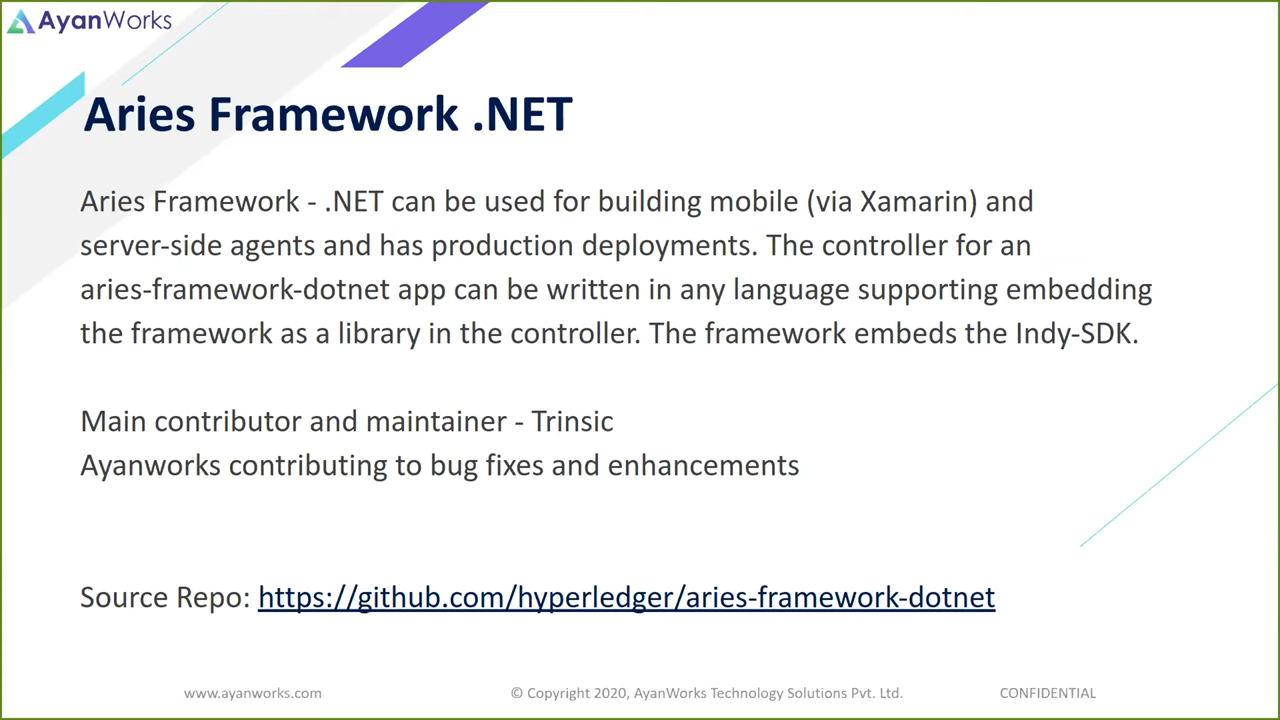 AyanWorks
Aries Framework .NET
Aries Framework - .NET can be used for building mobile (via Xamarin) and
server-side agents and has production deployments. The controller for an
aries-framework-dotnet app can be written in any language supporting embedding
the framework as a library in the controller. The framework embeds the Indy-SDK.
Main contributor and maintainer - Trinsic
Ayanworks contributing to bug fixes and enhancements
Source Repo: https://github.com/hyperledger/aries-framework-dotnet
www.ayanworks.com
© Copyright 2020, AyanWorks Technology Solutions Pvt. Ltd.
CONFIDENTIAL